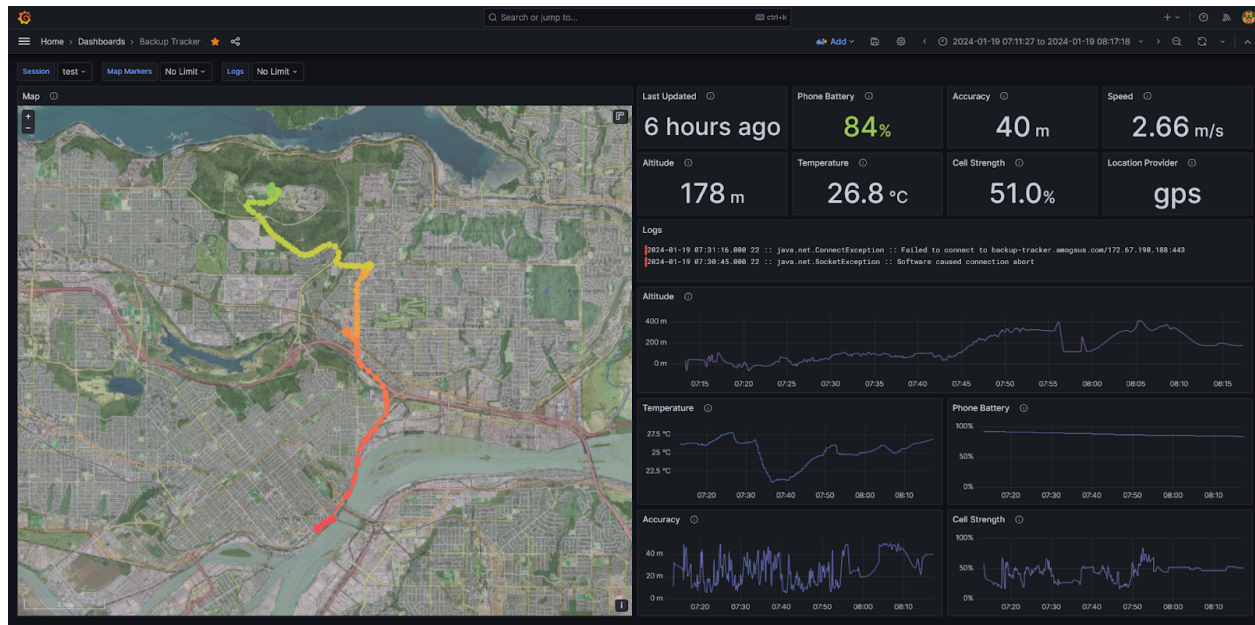 Search or jump to...
ctrl+k
Home › Dashboards › Backup Tracker
Add
2024-01-19 07:11:27 to 2024-01-19 08:17:18
Session test
Map Markers No Limit
Logs No Limit
Map
+
−
Last Updated
6 hours ago
Phone Battery
84%
Accuracy
40 m
Speed
2.66 m/s
Altitude
178 m
Temperature
26.8 °C
Cell Strength
51.0%
Location Provider
gps
Logs
2024-01-19 07:31:16.000 22 :: java.net.ConnectException :: Failed to connect to backup-tracker.amogsua.com/172.67.190.188:443
2024-01-19 07:30:45.000 22 :: java.net.SocketException :: Software caused connection abort
Altitude
400 m
200 m
0 m
07:15 07:20 07:25 07:30 07:35 07:40 07:45 07:50 07:55 08:00 08:05 08:10 08:15
Temperature
27.5 °C
25 °C
22.5 °C
07:20 07:30 07:40 07:50 08:00 08:10
Phone Battery
100%
50%
0%
07:20 07:30 07:40 07:50 08:00 08:10
Accuracy
40 m
20 m
0 m
07:20 07:30 07:40 07:50 08:00 08:10
Cell Strength
100%
50%
0%
07:20 07:30 07:40 07:50 08:00 08:10